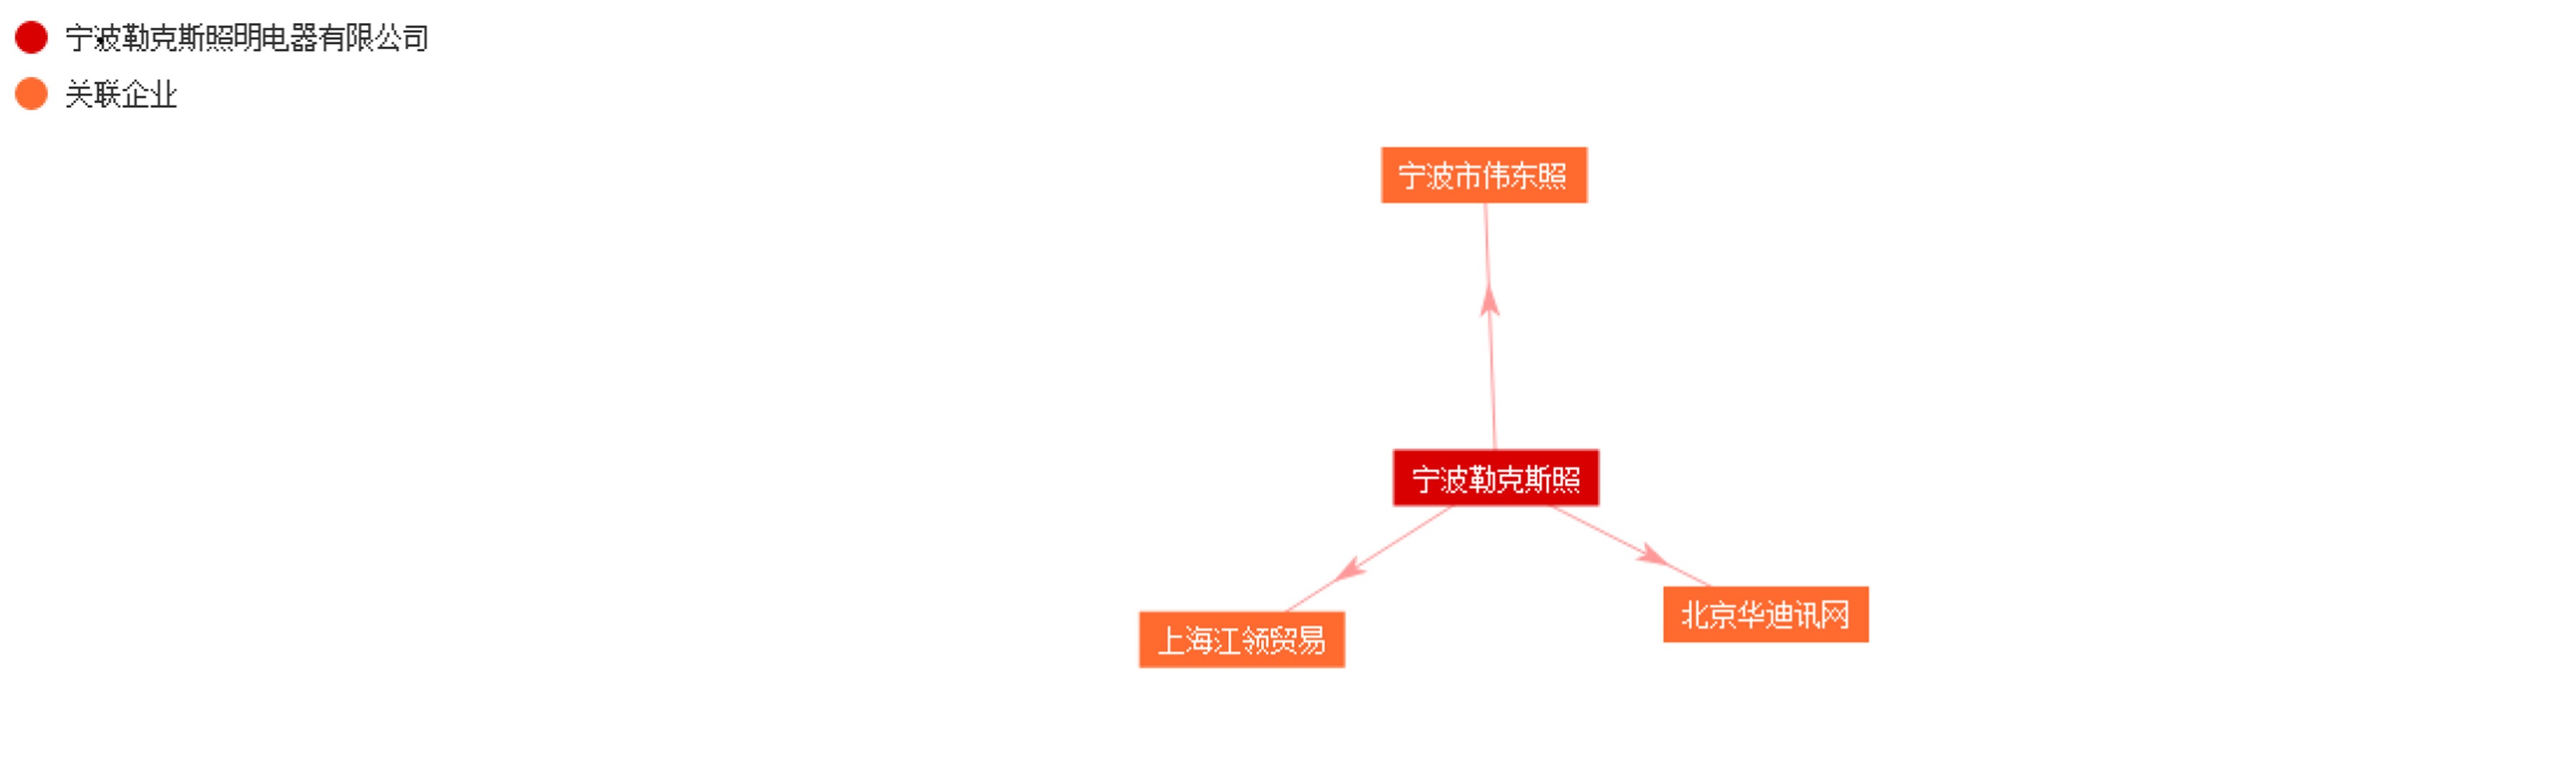 宁波勒克斯照明电器有限公司
关联企业
宁波市伟东照
宁波勒克斯照
北京华迪讯网
上海江领贸易